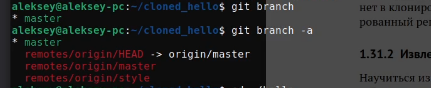 aleksey@aleksey-pc:~/cloned_hello$ git branch
* master
aleksey@aleksey-pc:~/cloned_hello$ git branch -a
* master
remotes/origin/HEAD -> origin/master
remotes/origin/master
remotes/origin/style
нет в клониро
рованный ре
1.31.2 Извле
Научиться из